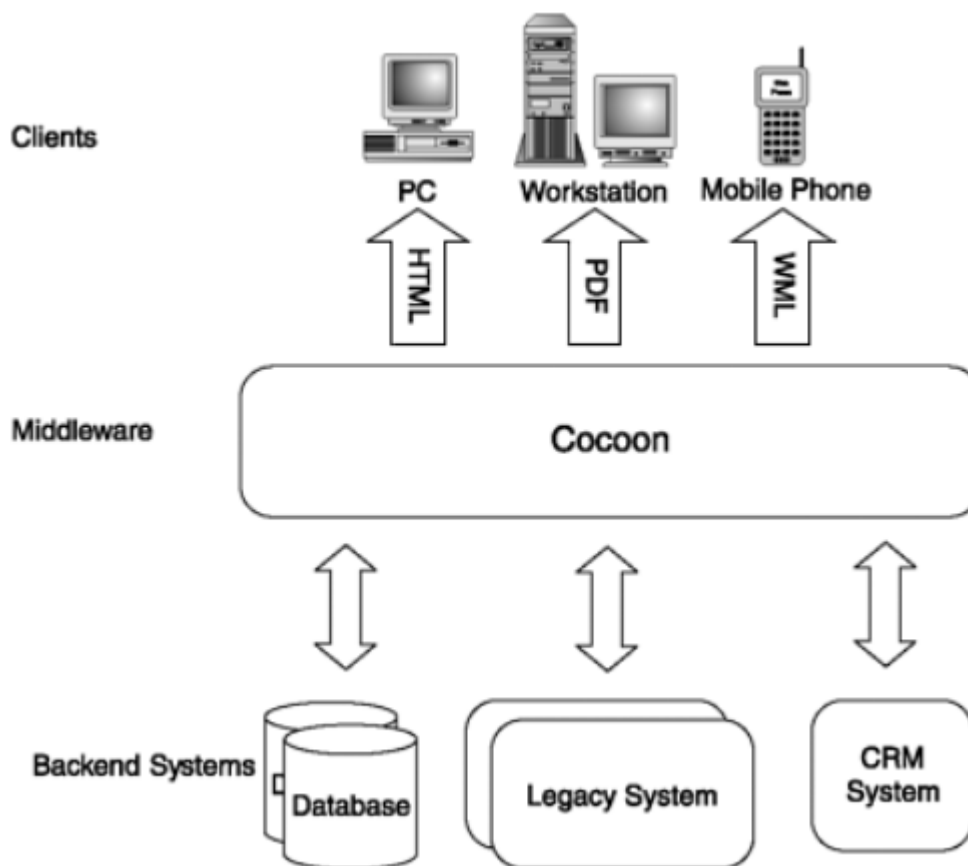 Clients
PC
Workstation
Mobile Phone
HTML
PDF
WML
Middleware
Cocoon
Backend Systems
Database
Legacy System
CRM
System